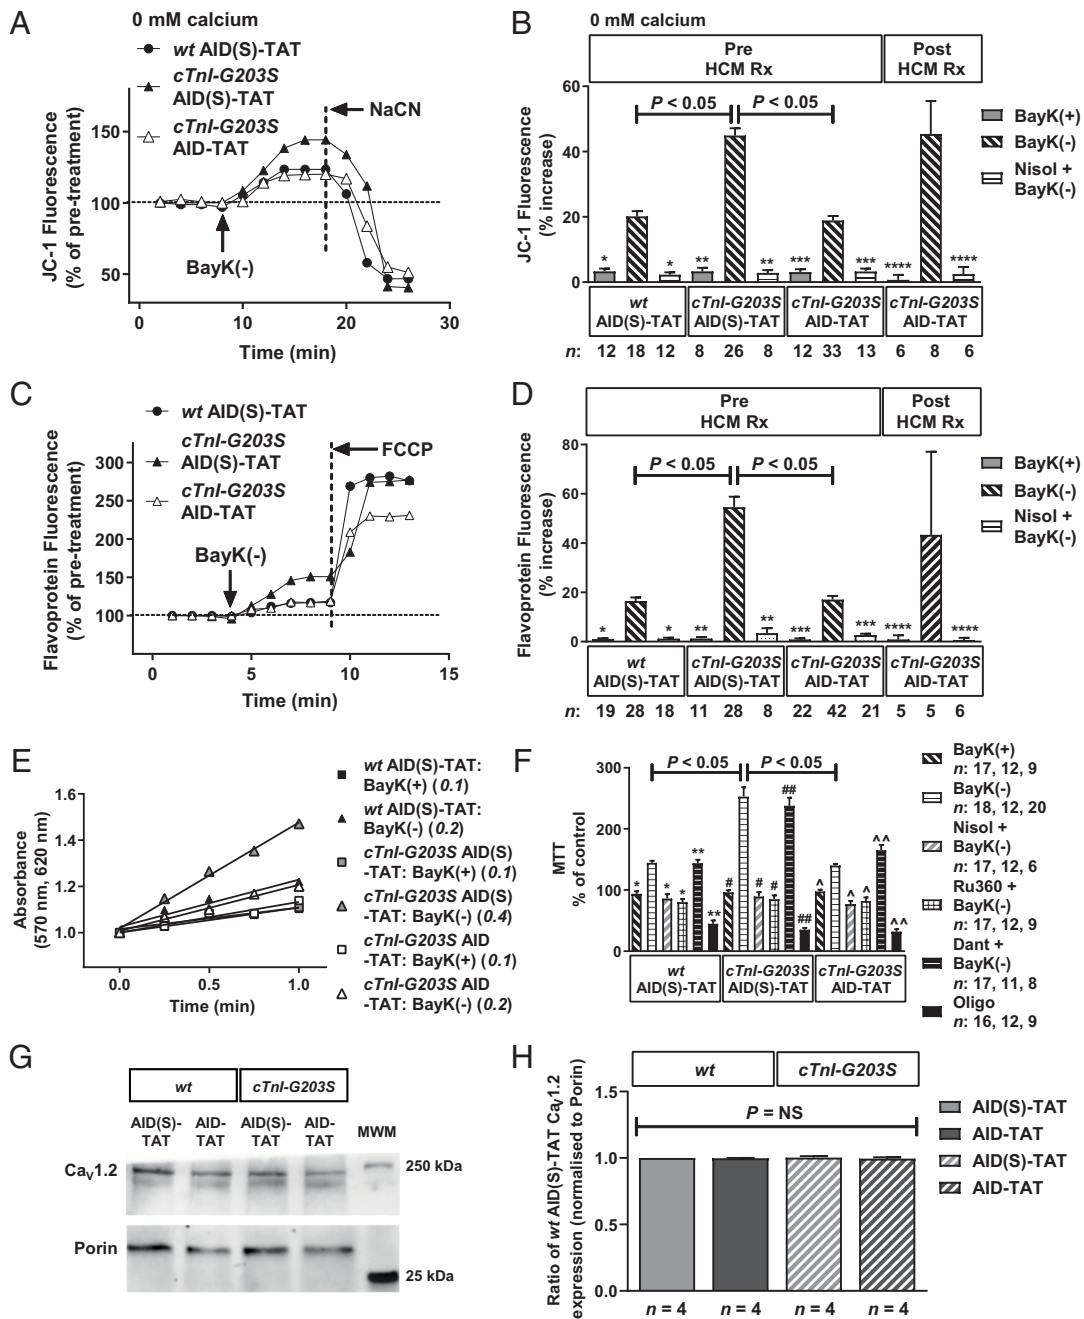 A
0 mM calcium
wt AID(S)-TAT
cTnI-G203S
AID(S)-TAT
cTnI-G203S
AID-TAT
NaCN
BayK(-)
JC-1 Fluorescence
(% of pre-treatment)
150
100
50
0
10
20
30
Time (min)
B
0 mM calcium
Pre
HCM Rx
Post
HCM Rx
P < 0.05
P < 0.05
BayK(+)
BayK(-)
Nisol +
BayK(-)
JC-1 Fluorescence
(% increase)
60
40
20
0
* * ** ** *** *** **** ****
wt
AID(S)-TAT
cTnI-G203S
AID(S)-TAT
cTnI-G203S
AID-TAT
cTnI-G203S
AID-TAT
n: 12 18 12 8 26 8 12 33 13 6 8 6
C
wt AID(S)-TAT
cTnI-G203S
AID(S)-TAT
cTnI-G203S
AID-TAT
FCCP
BayK(-)
Flavoprotein Fluorescence
(% of pre-treatment)
300
250
200
150
100
0
5
10
15
Time (min)
D
Pre
HCM Rx
Post
HCM Rx
P < 0.05
P < 0.05
BayK(+)
BayK(-)
Nisol +
BayK(-)
Flavoprotein Fluorescence
(% increase)
80
60
40
20
0
* * ** ** *** *** **** ****
wt
AID(S)-TAT
cTnI-G203S
AID(S)-TAT
cTnI-G203S
AID-TAT
cTnI-G203S
AID-TAT
n: 19 28 18 11 28 8 22 42 21 5 5 6
E
Absorbance
(570 nm, 620 nm)
1.6
1.4
1.2
1.0
0.0
0.5
1.0
Time (min)
wt AID(S)-TAT:
BayK(+) (0.1)
wt AID(S)-TAT:
BayK(-) (0.2)
cTnI-G203S AID(S)
-TAT: BayK(+) (0.1)
cTnI-G203S AID(S)
-TAT: BayK(-) (0.4)
cTnI-G203S AID
-TAT: BayK(+) (0.1)
cTnI-G203S AID
-TAT: BayK(-) (0.2)
F
P < 0.05
P < 0.05
MTT
% of control
300
200
100
0
* * * ** ** # # # ## ## ^ ^ ^ ^^ ^^
wt
AID(S)-TAT
cTnI-G203S
AID(S)-TAT
cTnI-G203S
AID-TAT
BayK(+)
n: 17, 12, 9
BayK(-)
n: 18, 12, 20
Nisol +
BayK(-)
n: 17, 12, 6
Ru360 +
BayK(-)
n: 17, 12, 9
Dant +
BayK(-)
n: 17, 11, 8
Oligo
n: 16, 12, 9
G
wt
cTnI-G203S
AID(S)-
TAT
AID-
TAT
AID(S)-
TAT
AID-
TAT
MWM
CaV1.2
250 kDa
Porin
25 kDa
H
wt
cTnI-G203S
P = NS
Ratio of wt AID(S)-TAT CaV1.2
expression (normalised to Porin)
1.5
1.0
0.5
0.0
n = 4 n = 4 n = 4 n = 4
AID(S)-TAT
AID-TAT
AID(S)-TAT
AID-TAT